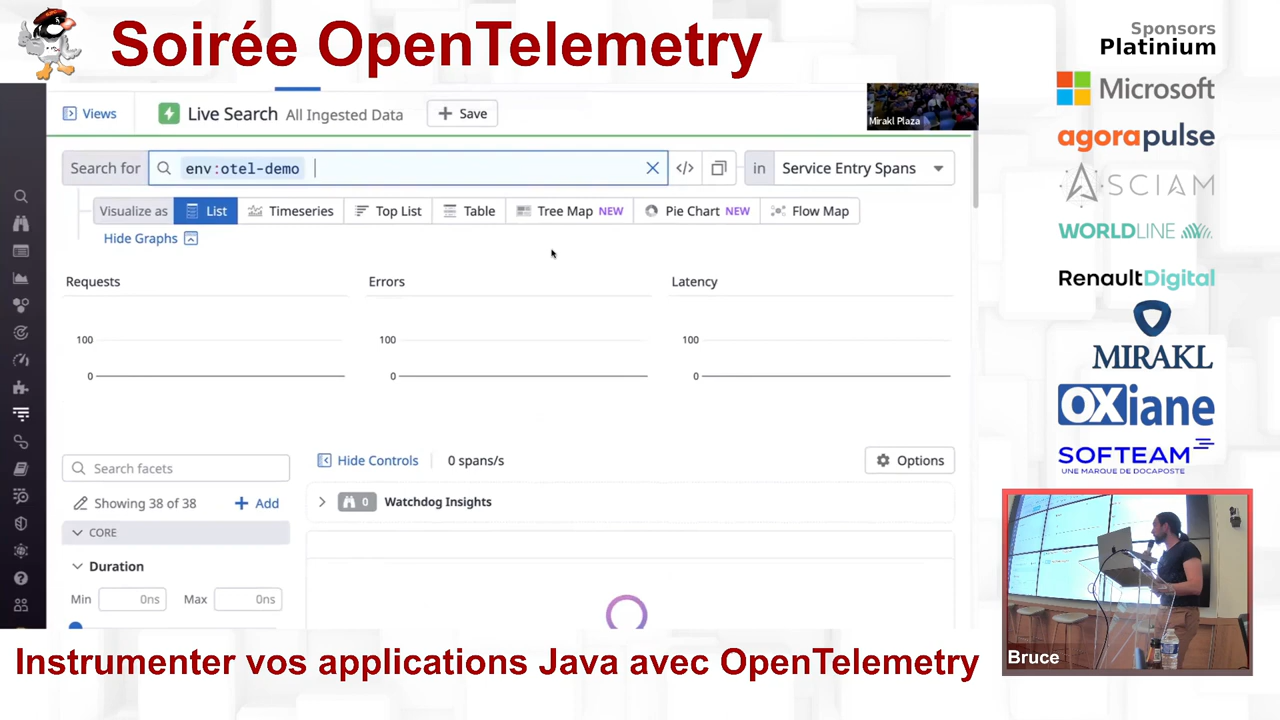 Soirée OpenTelemetry
Sponsors
Platinium
Microsoft
agorapulse
ASCIAM
WORLDLINE
RenaultDigital
MIRAKL
OXiane
SOFTEAM
UNE MARQUE DE DOCAPOSTE
Views
Live Search All Ingested Data
+ Save
Mirakl Plaza
Search for
env:otel-demo
</>
in
Service Entry Spans
Visualize as
List
Timeseries
Top List
Table
Tree Map NEW
Pie Chart NEW
Flow Map
Hide Graphs
Requests
Errors
Latency
100
0
100
0
100
0
Search facets
Hide Controls
0 spans/s
Options
Showing 38 of 38
+ Add
0
Watchdog Insights
CORE
Duration
Min
0ns
Max
0ns
Bruce
Instrumenter vos applications Java avec OpenTelemetry